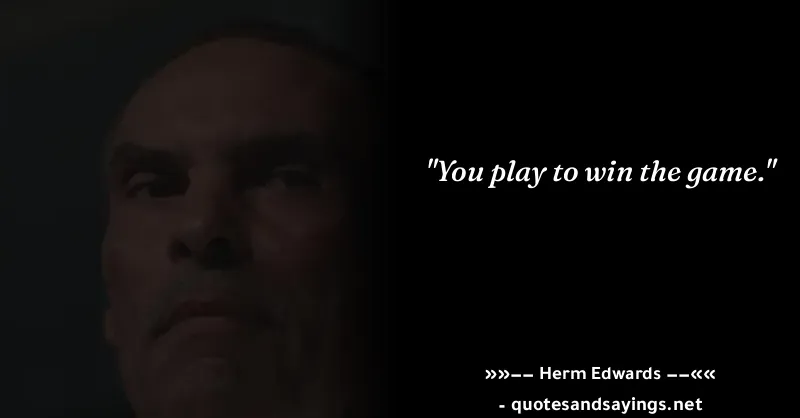 "You play to win the game."
»»–– Herm Edwards ––««
- quotesandsayings.net